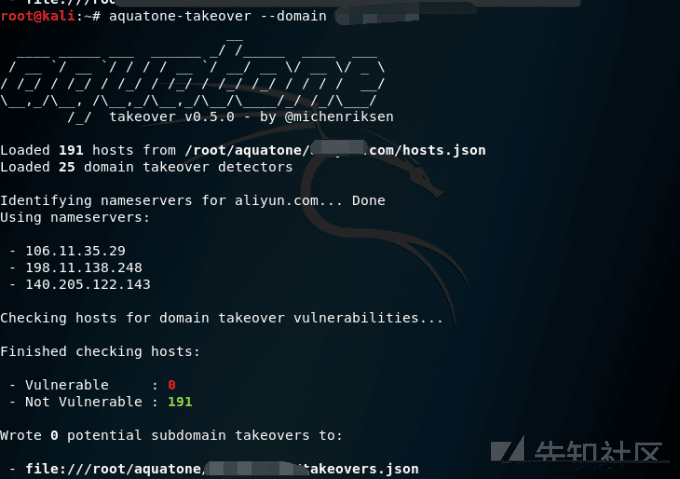 file:///roo
root@kali:~# aquatone-takeover --domain
aquatone
takeover v0.5.0 - by @michenriksen
Loaded 191 hosts from /root/aquatone/ .com/hosts.json
Loaded 25 domain takeover detectors
Identifying nameservers for aliyun.com... Done
Using nameservers:
- 106.11.35.29
- 198.11.138.248
- 140.205.122.143
Checking hosts for domain takeover vulnerabilities...
Finished checking hosts:
- Vulnerable : 0
- Not Vulnerable : 191
Wrote 0 potential subdomain takeovers to:
- file:///root/aquatone/ takeovers.json
先知社区